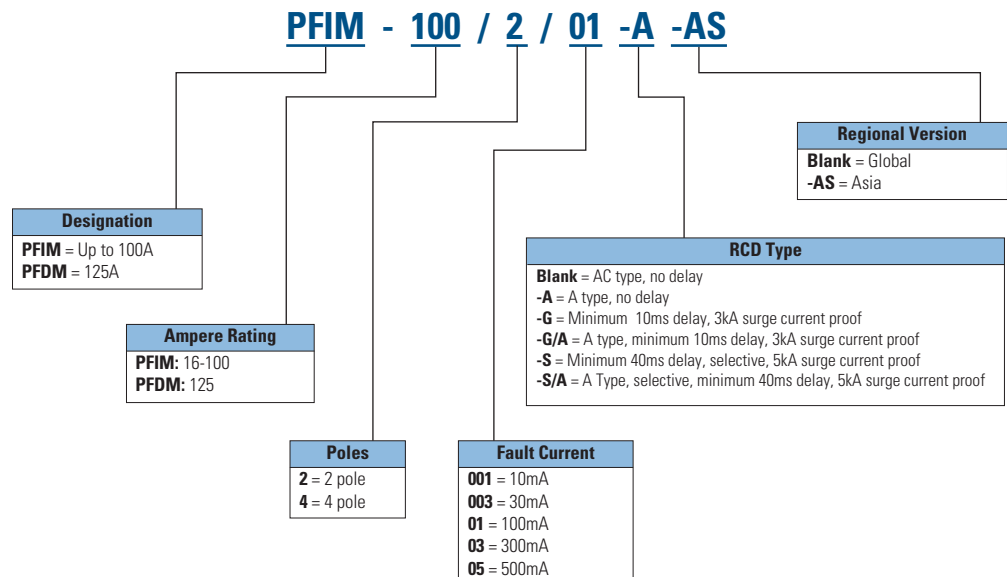 PFIM - 100 / 2 / 01 -A -AS
Regional Version
Blank = Global
-AS = Asia
Designation
PFIM = Up to 100A
PFDM = 125A
RCD Type
Blank = AC type, no delay
-A = A type, no delay
-G = Minimum 10ms delay, 3kA surge current proof
-G/A = A type, minimum 10ms delay, 3kA surge current proof
-S = Minimum 40ms delay, selective, 5kA surge current proof
-S/A = A Type, selective, minimum 40ms delay, 5kA surge current proof
Ampere Rating
PFIM: 16-100
PFDM: 125
Poles
2 = 2 pole
4 = 4 pole
Fault Current
001 = 10mA
003 = 30mA
01 = 100mA
03 = 300mA
05 = 500mA